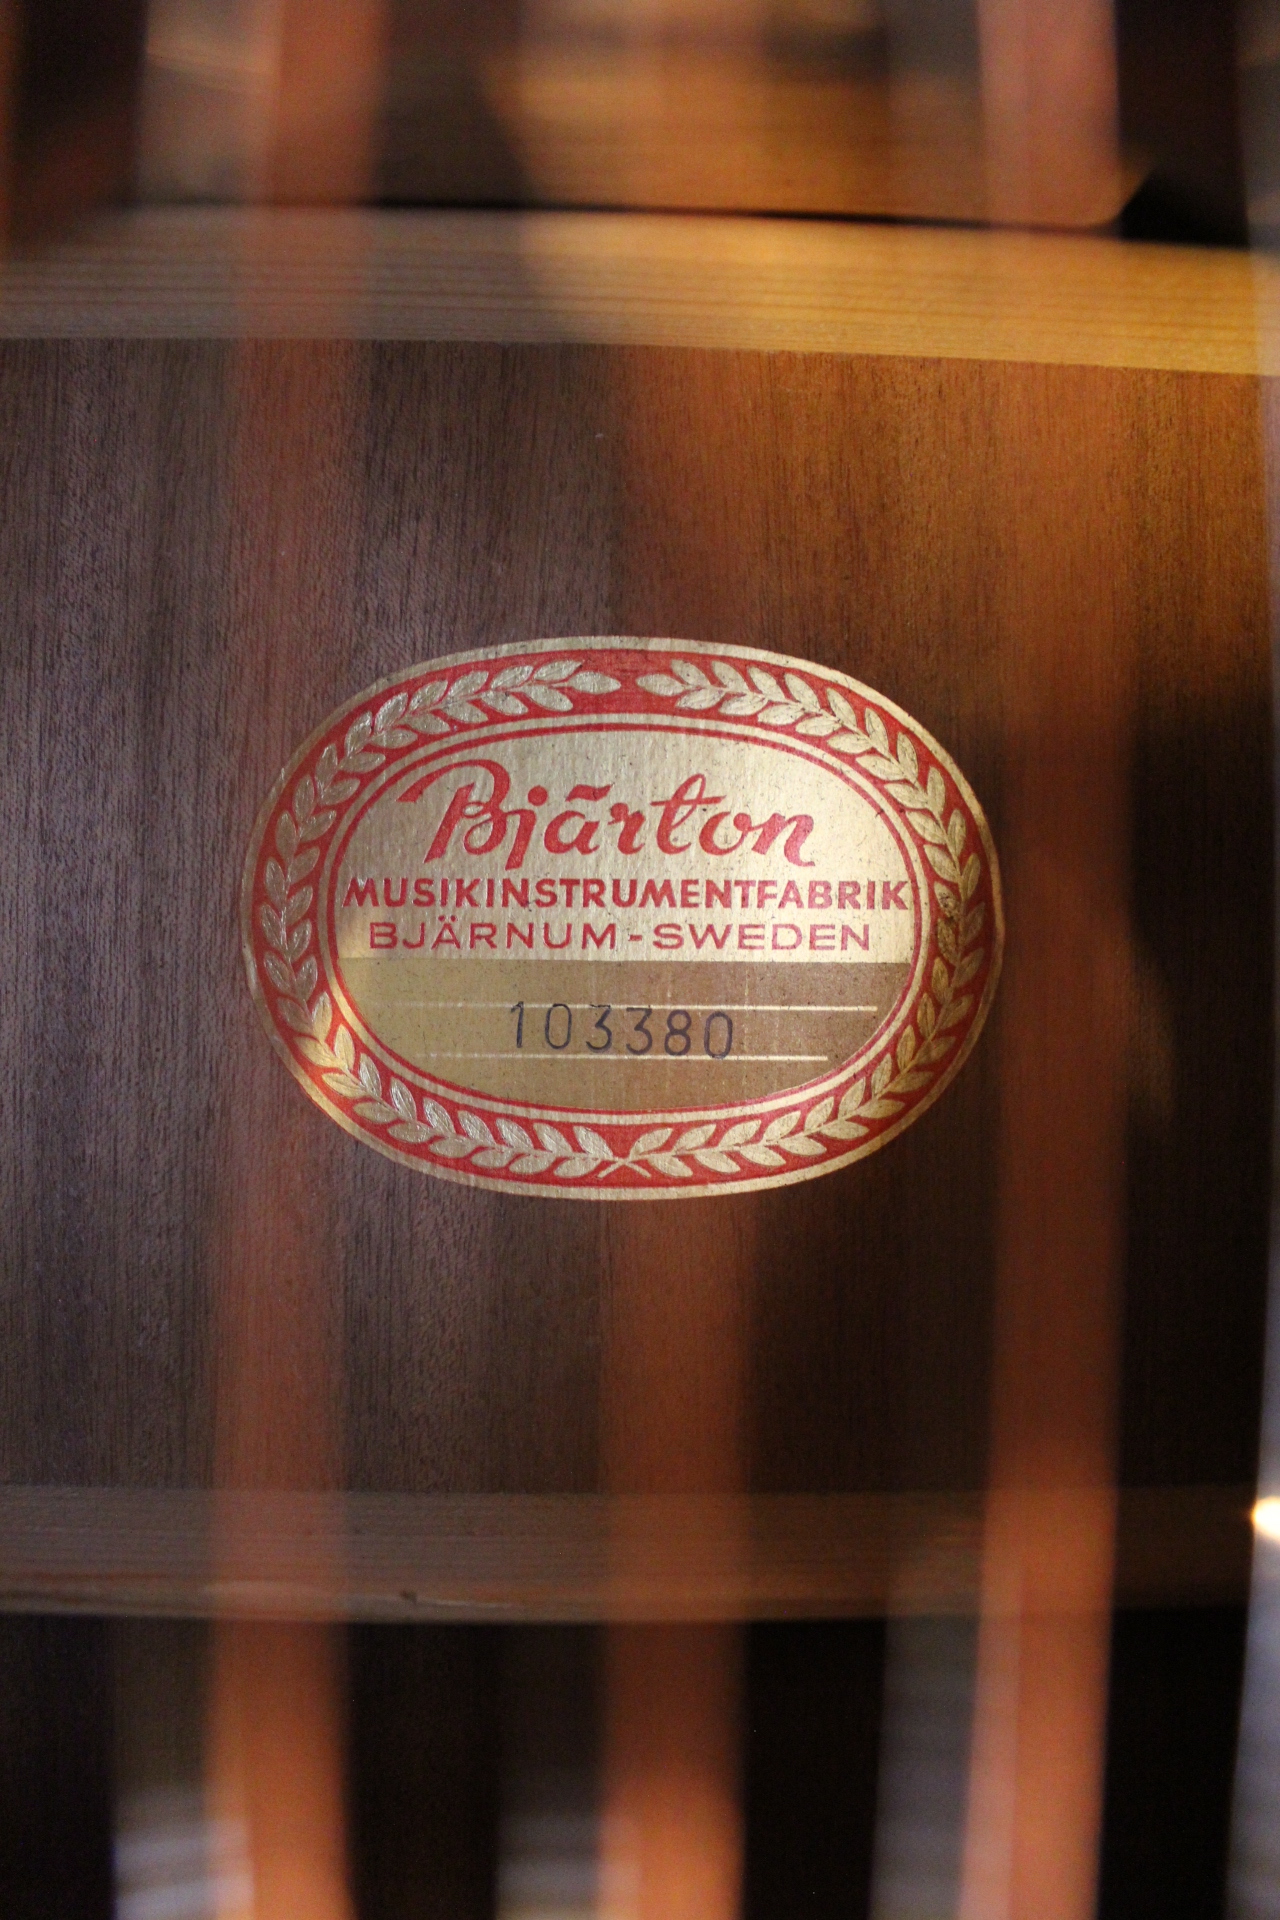 Bjärton
MUSIKINSTRUMENTFABRIK
BJÄRNUM-SWEDEN
103380